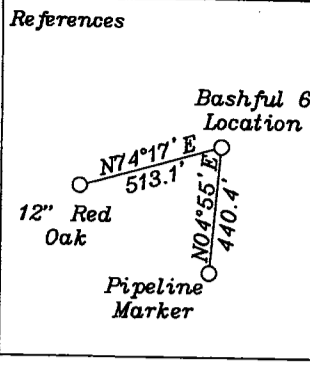 References
Bashful 6
Location
N74°17' E
513.1'
12" Red
Oak
N04°55' E
440.4'
Pipeline
Marker